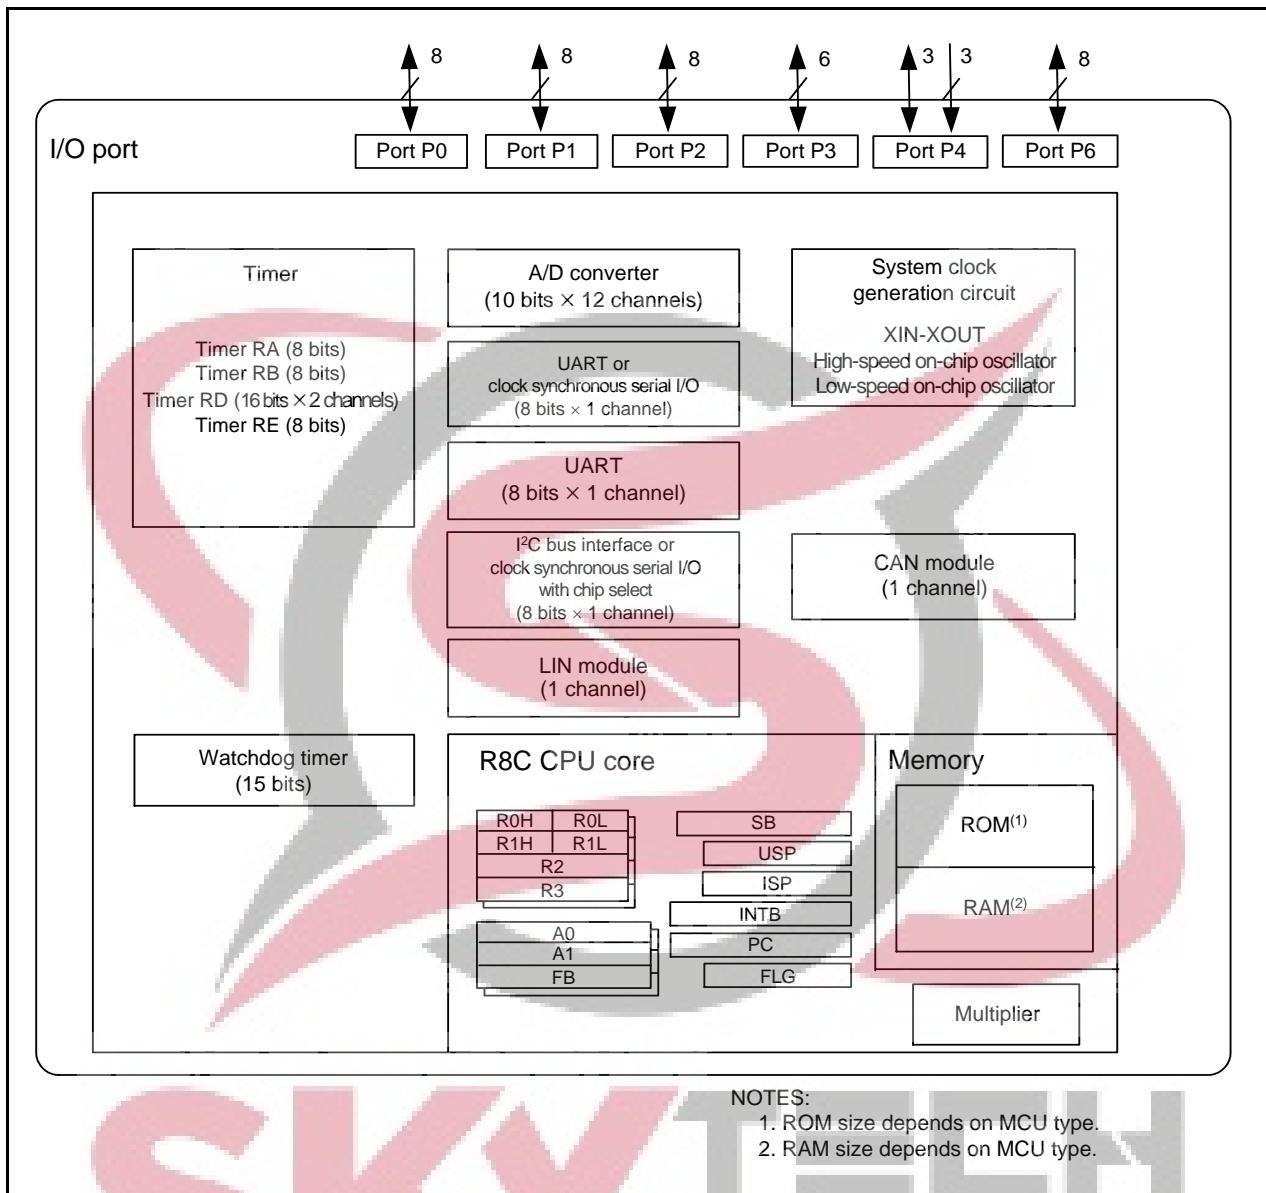 8 8 8 6 3 3 8
I/O port
Port P0 Port P1 Port P2 Port P3 Port P4 Port P6
Timer
Timer RA (8 bits)
Timer RB (8 bits)
Timer RD (16 bits × 2 channels)
Timer RE (8 bits)
A/D converter
(10 bits × 12 channels)
UART or
clock synchronous serial I/O
(8 bits × 1 channel)
UART
(8 bits × 1 channel)
I²C bus interface or
clock synchronous serial I/O
with chip select
(8 bits × 1 channel)
LIN module
(1 channel)
System clock
generation circuit
XIN-XOUT
High-speed on-chip oscillator
Low-speed on-chip oscillator
CAN module
(1 channel)
Watchdog timer
(15 bits)
R8C CPU core
R0H R0L
R1H R1L
R2
R3
A0
A1
FB
SB
USP
ISP
INTB
PC
FLG
Memory
ROM(1)
RAM(2)
Multiplier
NOTES:
1. ROM size depends on MCU type.
2. RAM size depends on MCU type.
SKYTECH